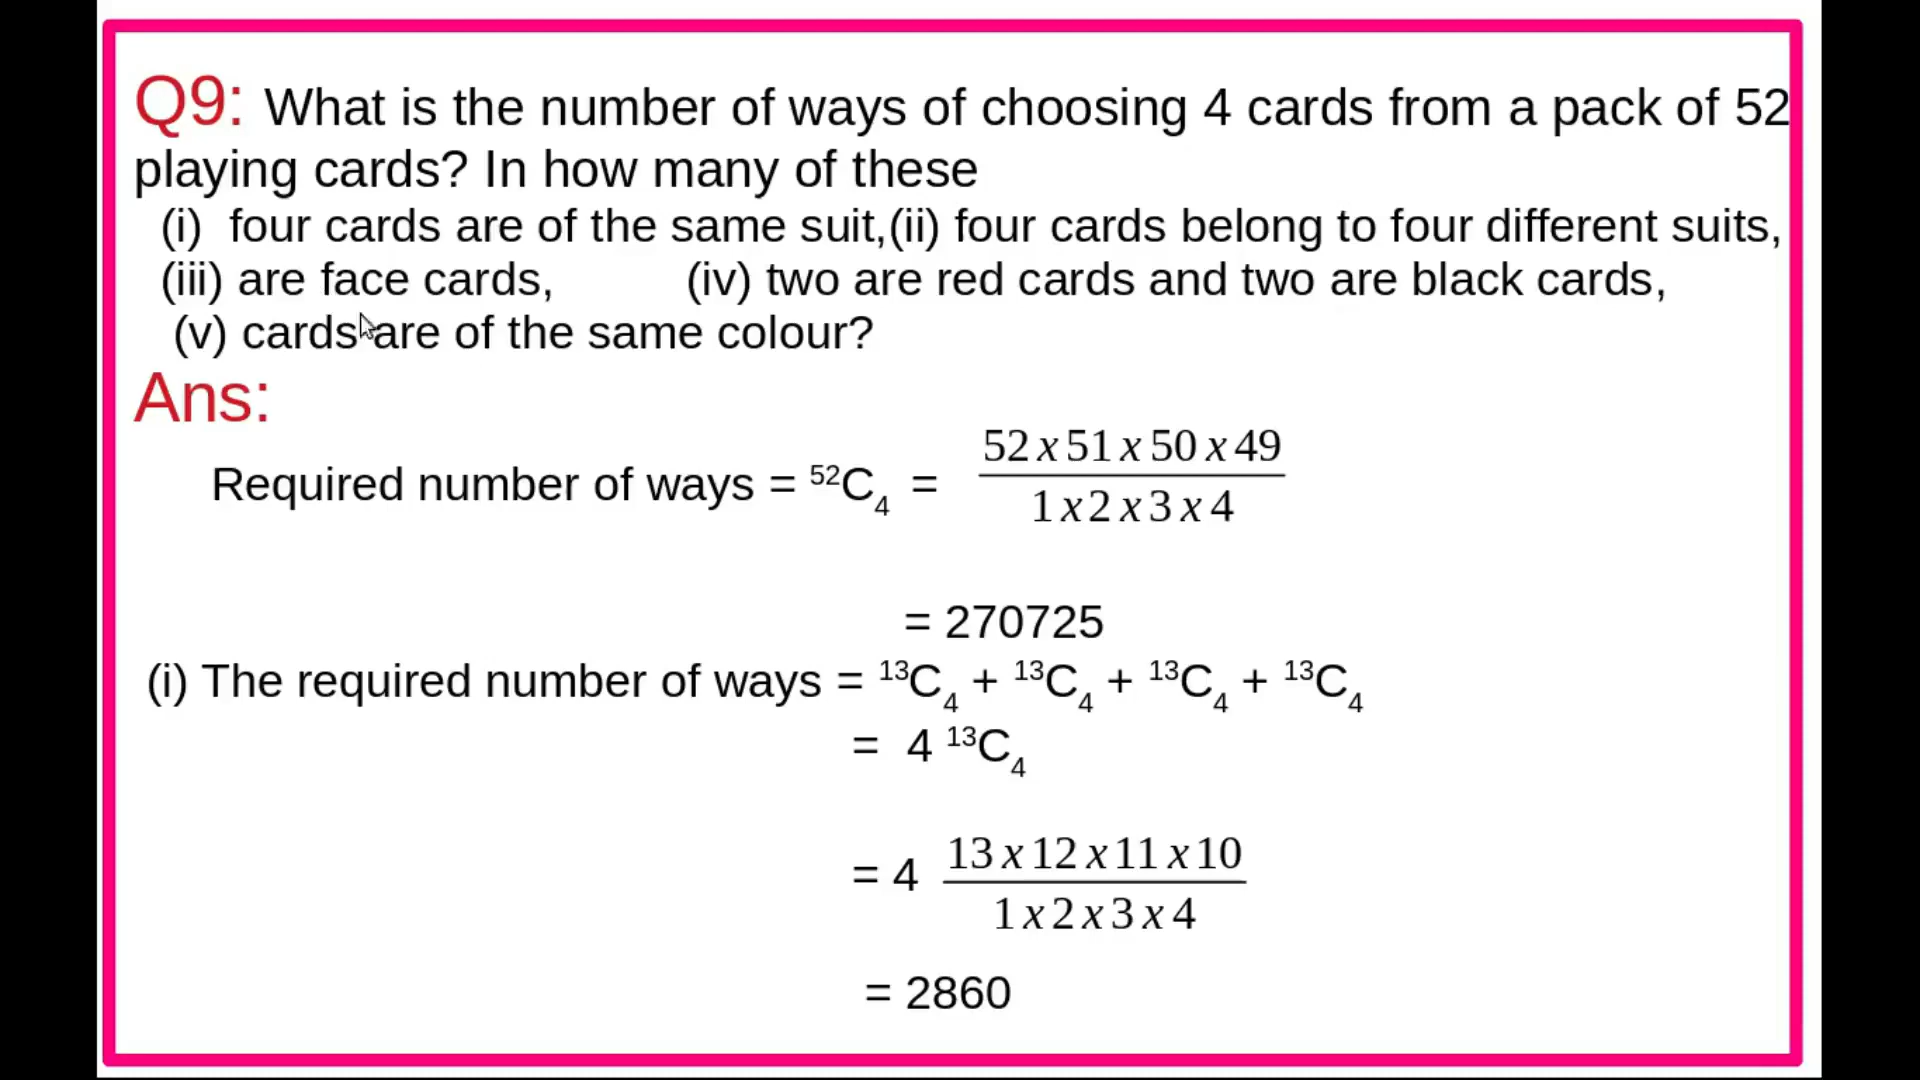 Q9: What is the number of ways of choosing 4 cards from a pack of 52
playing cards? In how many of these
(i) four cards are of the same suit,(ii) four cards belong to four different suits,
(iii) are face cards, (iv) two are red cards and two are black cards,
(v) cards are of the same colour?
Ans:
Required number of ways = ⁵²C₄ = 52 x 51 x 50 x 49 / 1 x 2 x 3 x 4
= 270725
(i) The required number of ways = ¹³C₄ + ¹³C₄ + ¹³C₄ + ¹³C₄
= 4 ¹³C₄
= 4 13 x 12 x 11 x 10 / 1 x 2 x 3 x 4
= 2860